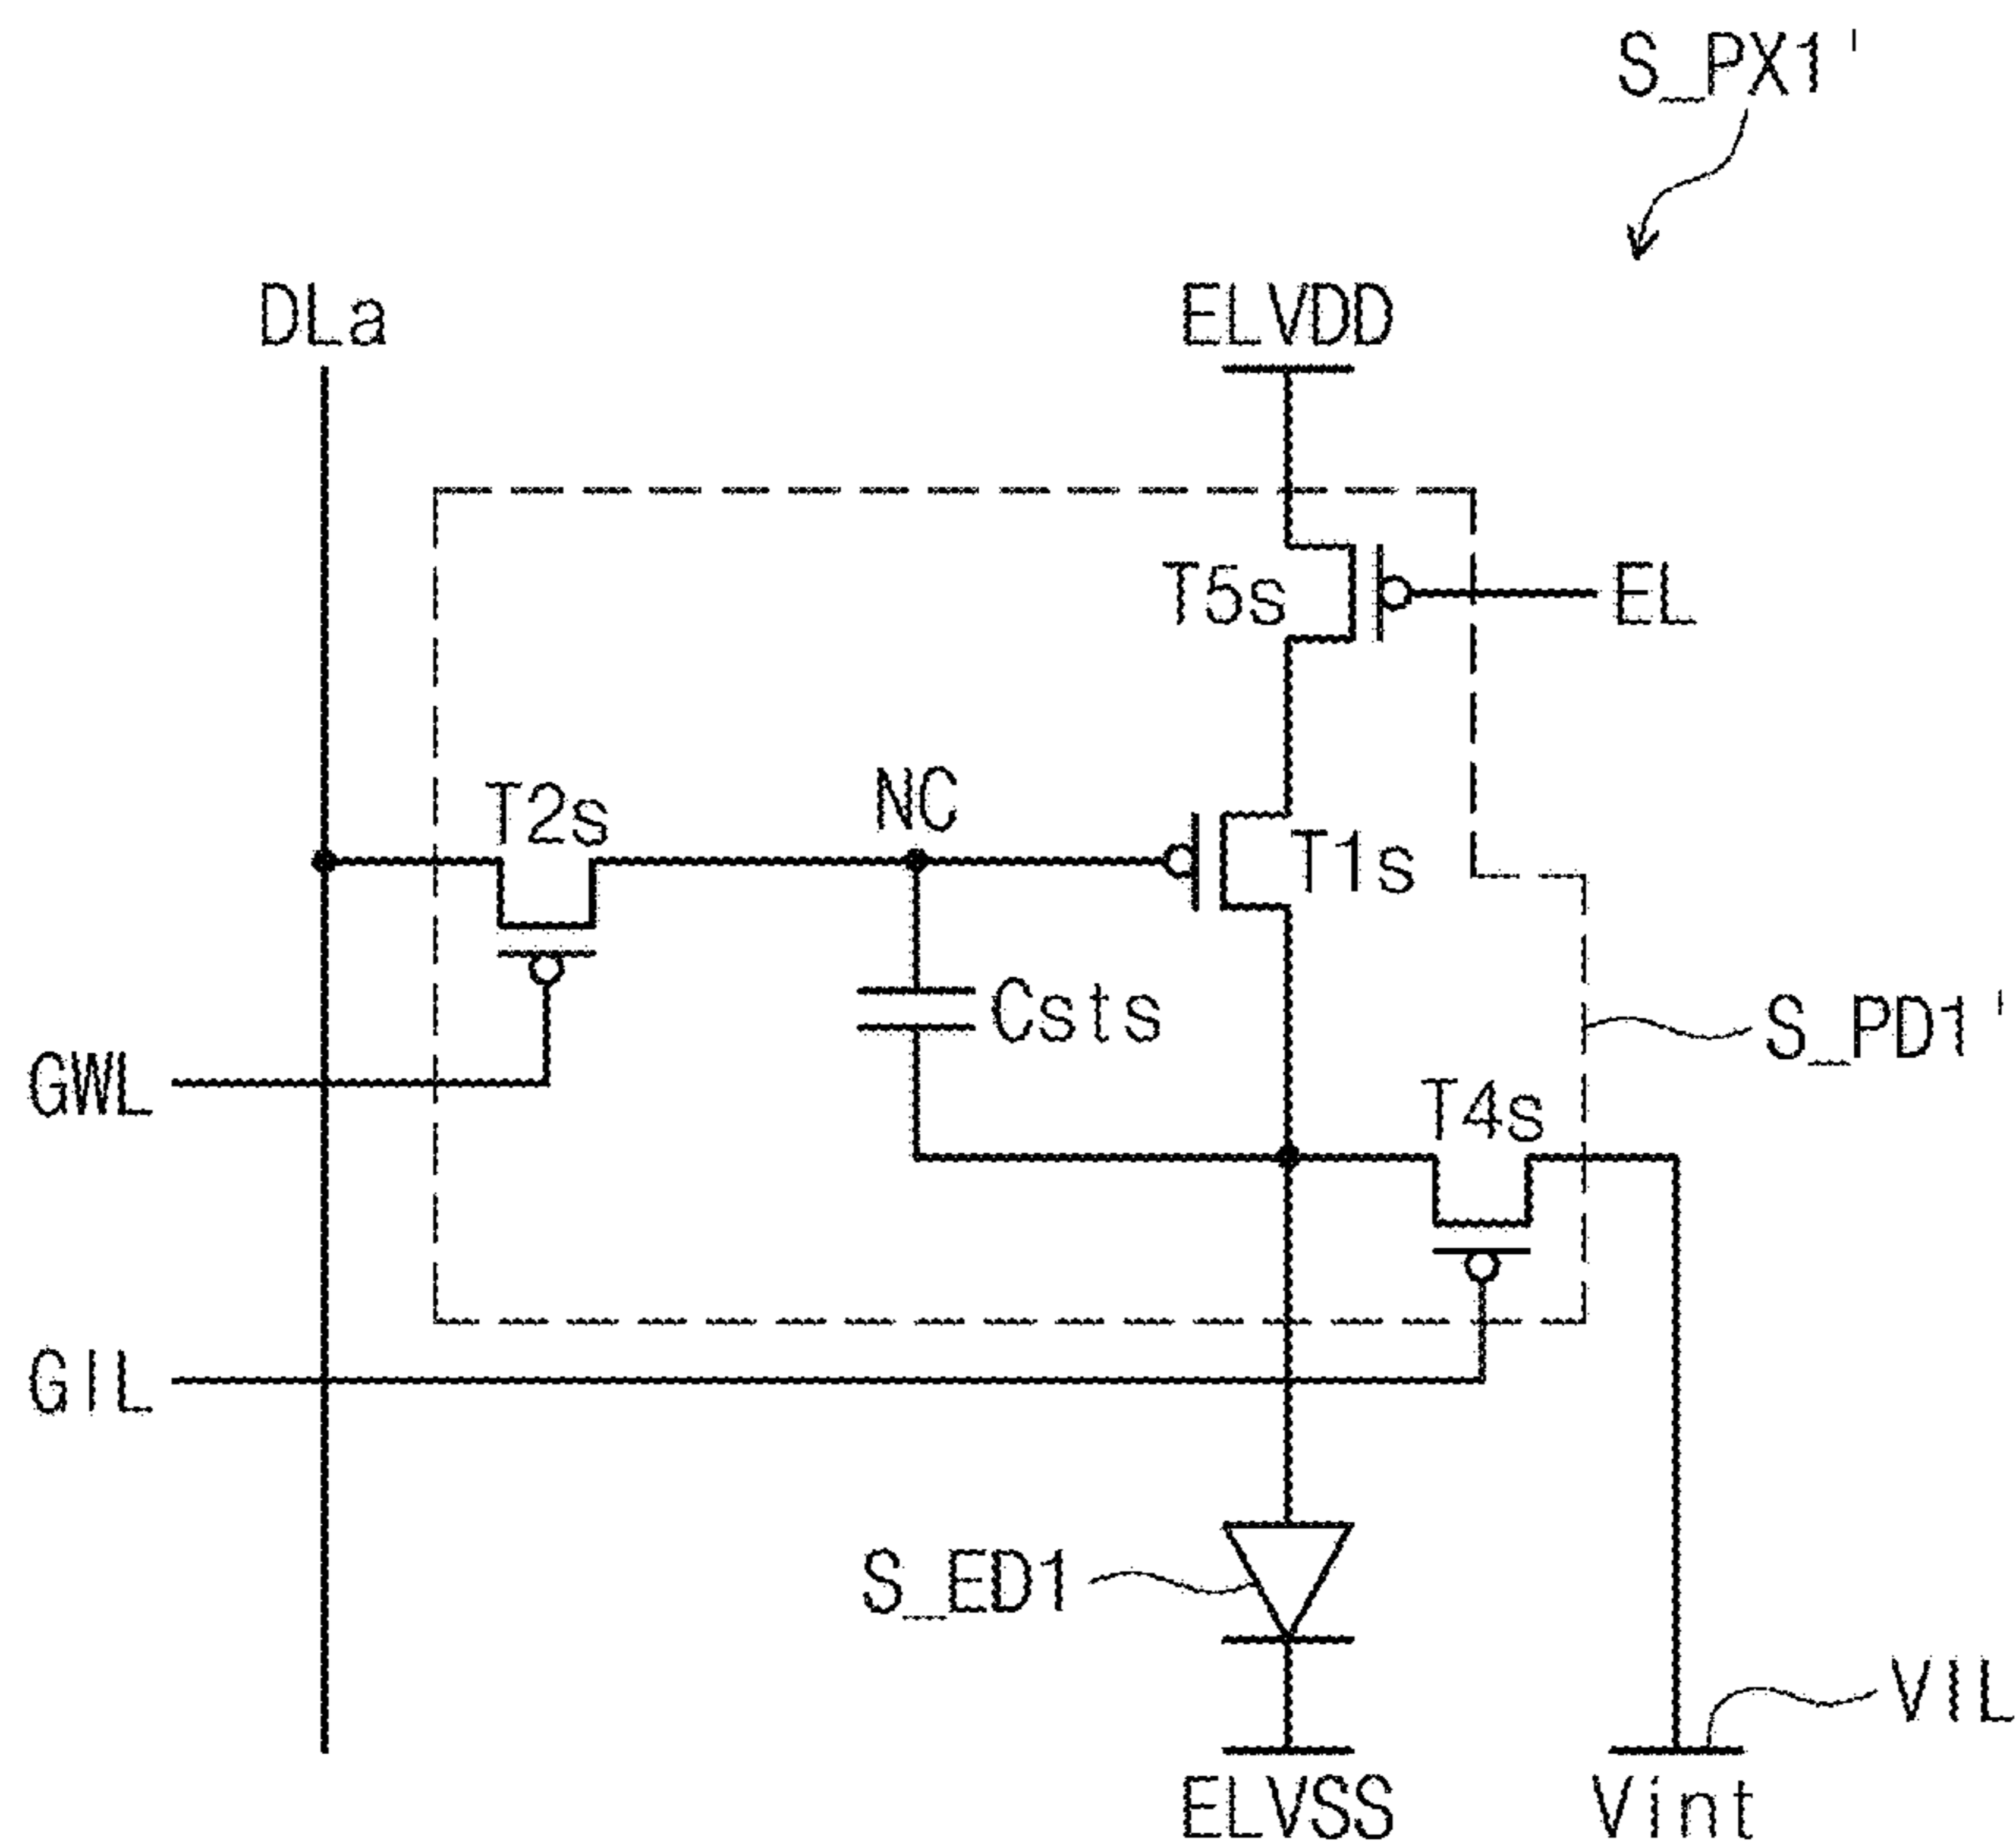 S_PX1'
DLa
ELVDD
T5s
EL
T2s
NC
T1s
Csts
S_PD1'
GWL
T4s
GIL
S_ED1
VIL
ELVSS
Vint